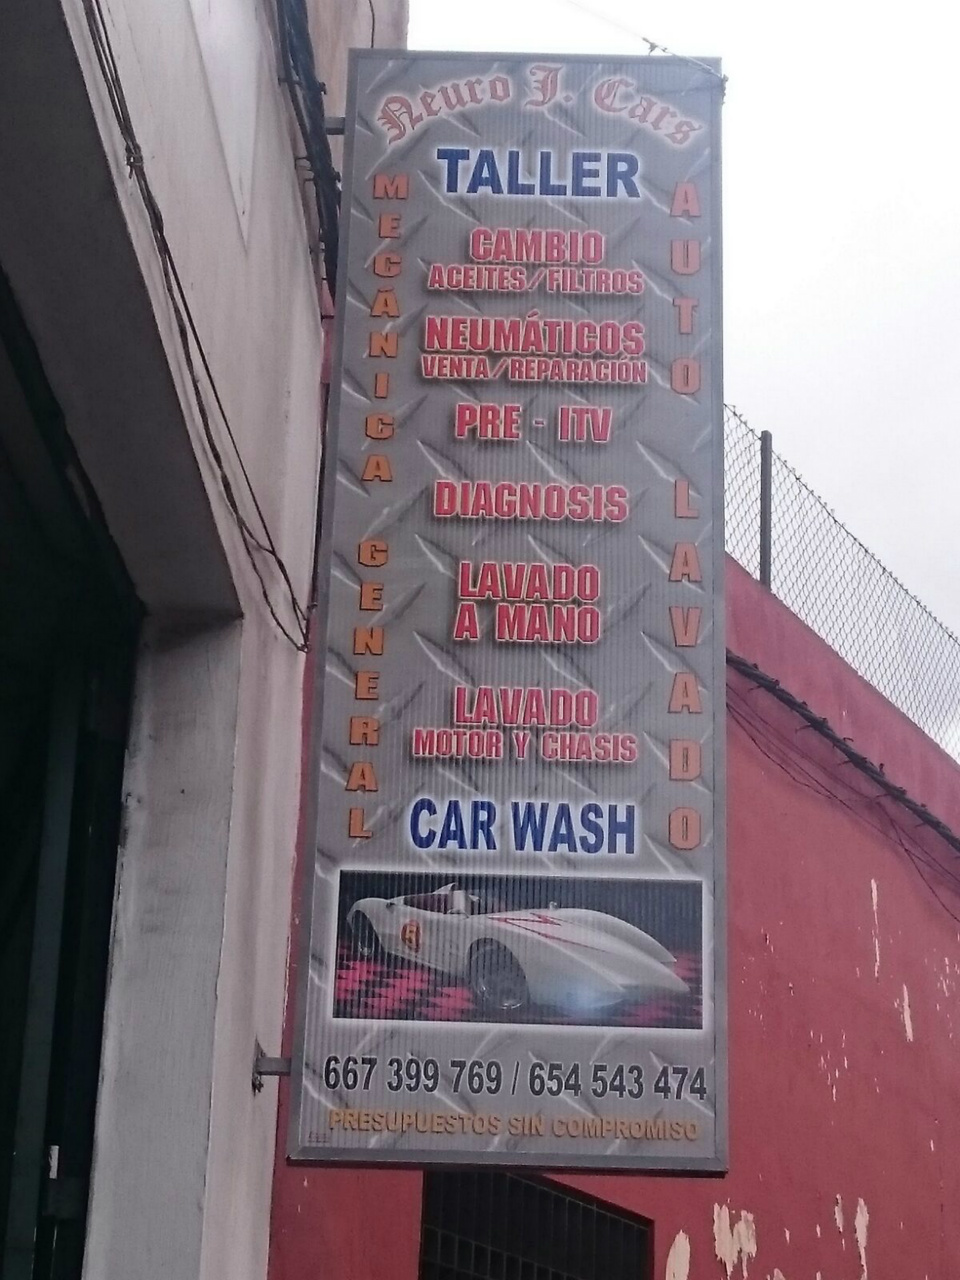 Neuro J. Cars
TALLER
MECÁNICA GENERAL
AUTO LAVADO
CAMBIO
ACEITES/FILTROS
NEUMÁTICOS
VENTA/REPARACIÓN
PRE - ITV
DIAGNOSIS
LAVADO
A MANO
LAVADO
MOTOR Y CHASIS
CAR WASH
5
667 399 769 / 654 543 474
PRESUPUESTOS SIN COMPROMISO